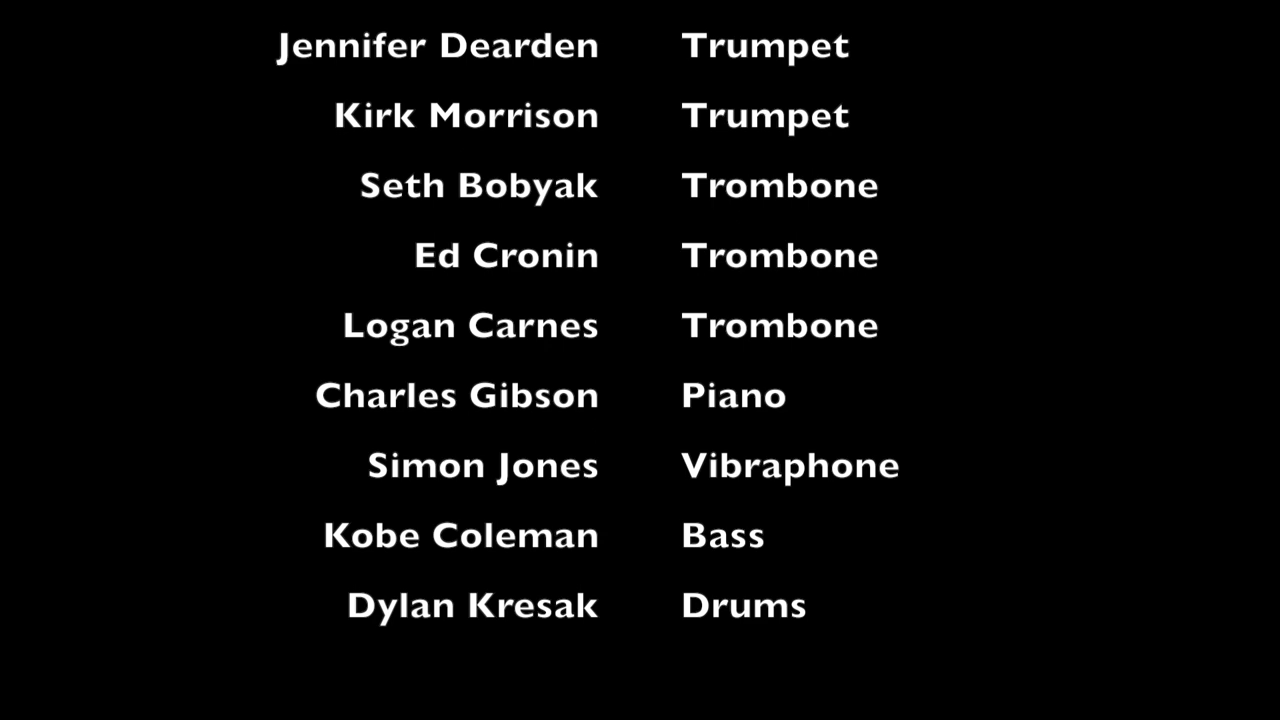 Jennifer Dearden Trumpet
Kirk Morrison Trumpet
Seth Bobyak Trombone
Ed Cronin Trombone
Logan Carnes Trombone
Charles Gibson Piano
Simon Jones Vibraphone
Kobe Coleman Bass
Dylan Kresak Drums